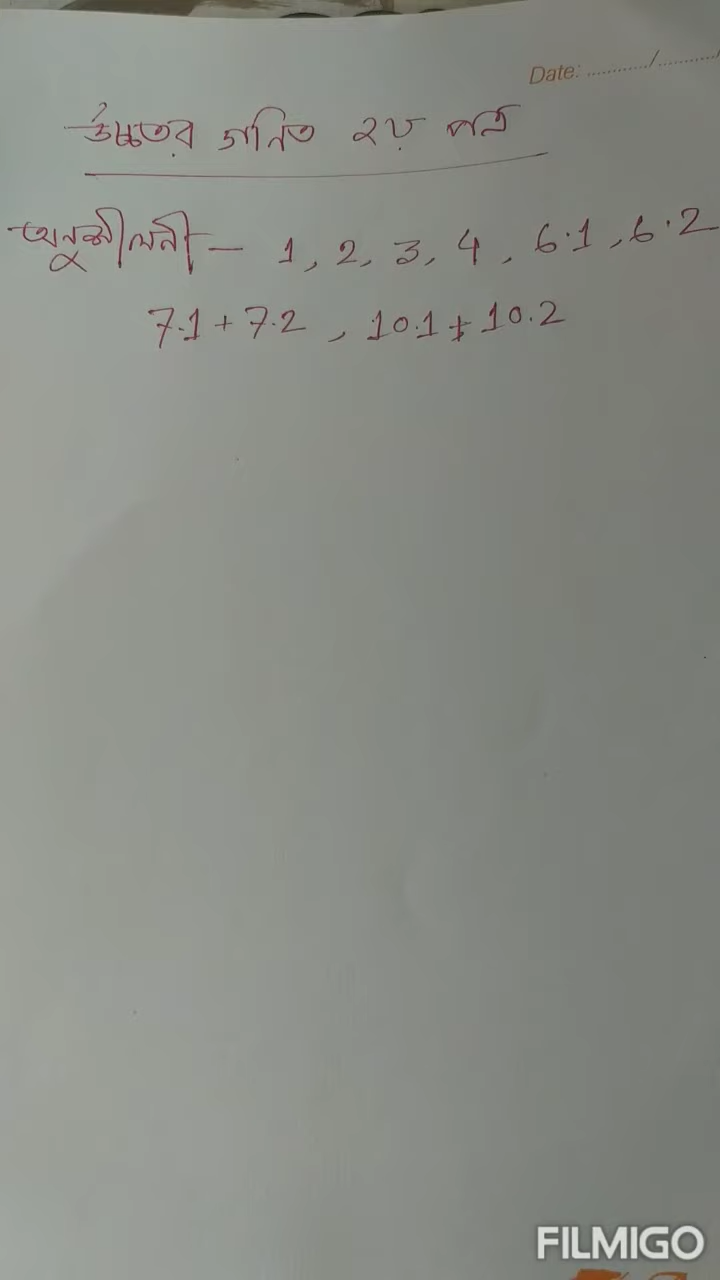 Date: ............/............/
উচ্চতর গনিত ২য় পত্র
অনুশীলনী — 1, 2, 3, 4, 6.1, 6.2
7.1 + 7.2, 10.1 + 10.2
FILMIGO